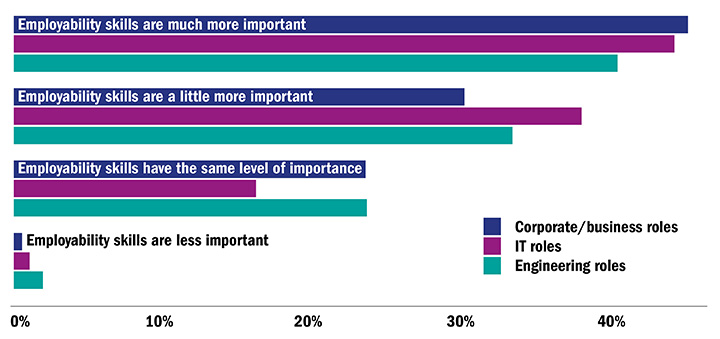 Employability skills are much more important
Employability skills are a little more important
Employability skills have the same level of importance
Employability skills are less important
Corporate/business roles
IT roles
Engineering roles
0% 10% 20% 30% 40%